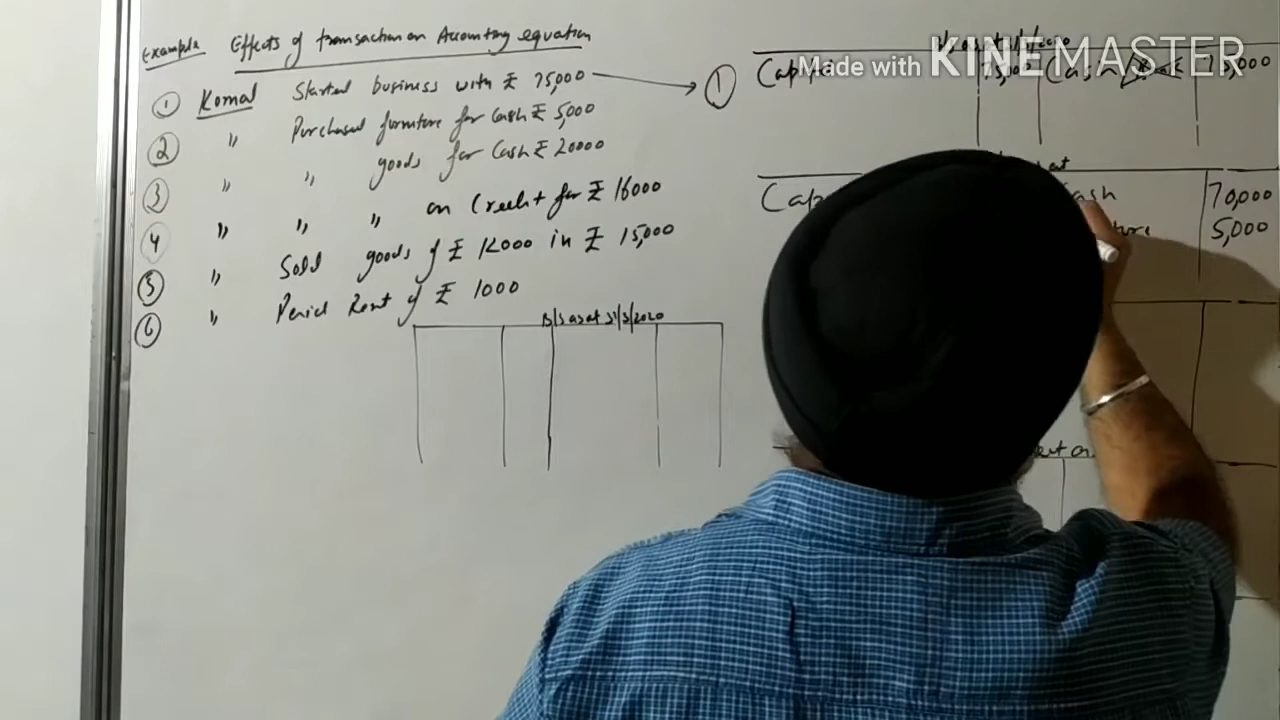 Example Effects of transaction on Accounting equation
① Komal Started business with ₹ 75,000 → ①
② " Purchased furniture for Cash ₹ 5,000
③ " " goods for Cash ₹ 20000
④ " " " on Credit for ₹ 16000
⑤ " Sold goods of ₹ 12000 in ₹ 15,000
⑥ " Paid Rent of ₹ 1000
B/S as at 31/3/2020
Made with KINEMASTER
Cash
Cash 70,000
5,000